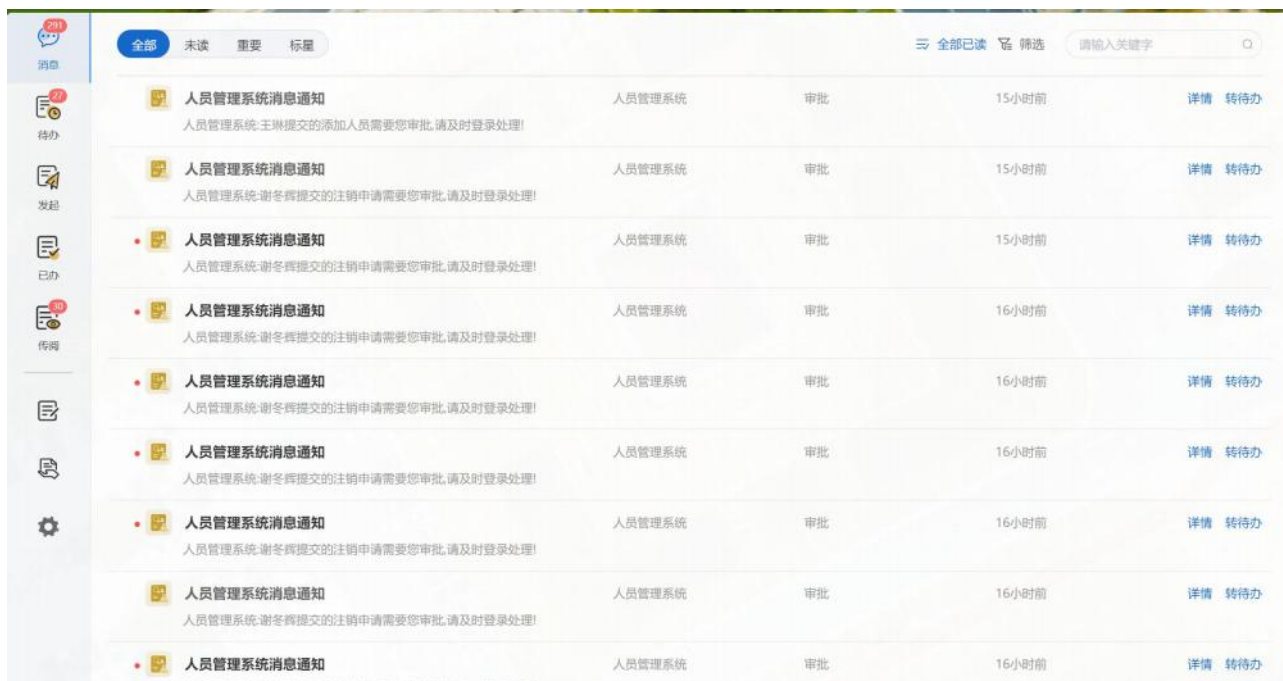 291
消息
27
待办
发起
已办
30
传阅
全部 未读 重要 标星 全部已读 筛选 请输入关键字
人员管理系统消息通知 人员管理系统 审批 15小时前 详情 转待办
人员管理系统:王琳提交的添加人员需要您审批,请及时登录处理!
人员管理系统消息通知 人员管理系统 审批 15小时前 详情 转待办
人员管理系统:谢冬辉提交的注销申请需要您审批,请及时登录处理!
人员管理系统消息通知 人员管理系统 审批 15小时前 详情 转待办
人员管理系统:谢冬辉提交的注销申请需要您审批,请及时登录处理!
人员管理系统消息通知 人员管理系统 审批 16小时前 详情 转待办
人员管理系统:谢冬辉提交的注销申请需要您审批,请及时登录处理!
人员管理系统消息通知 人员管理系统 审批 16小时前 详情 转待办
人员管理系统:谢冬辉提交的注销申请需要您审批,请及时登录处理!
人员管理系统消息通知 人员管理系统 审批 16小时前 详情 转待办
人员管理系统:谢冬辉提交的注销申请需要您审批,请及时登录处理!
人员管理系统消息通知 人员管理系统 审批 16小时前 详情 转待办
人员管理系统:谢冬辉提交的注销申请需要您审批,请及时登录处理!
人员管理系统消息通知 人员管理系统 审批 16小时前 详情 转待办
人员管理系统:谢冬辉提交的注销申请需要您审批,请及时登录处理!
人员管理系统消息通知 人员管理系统 审批 16小时前 详情 转待办